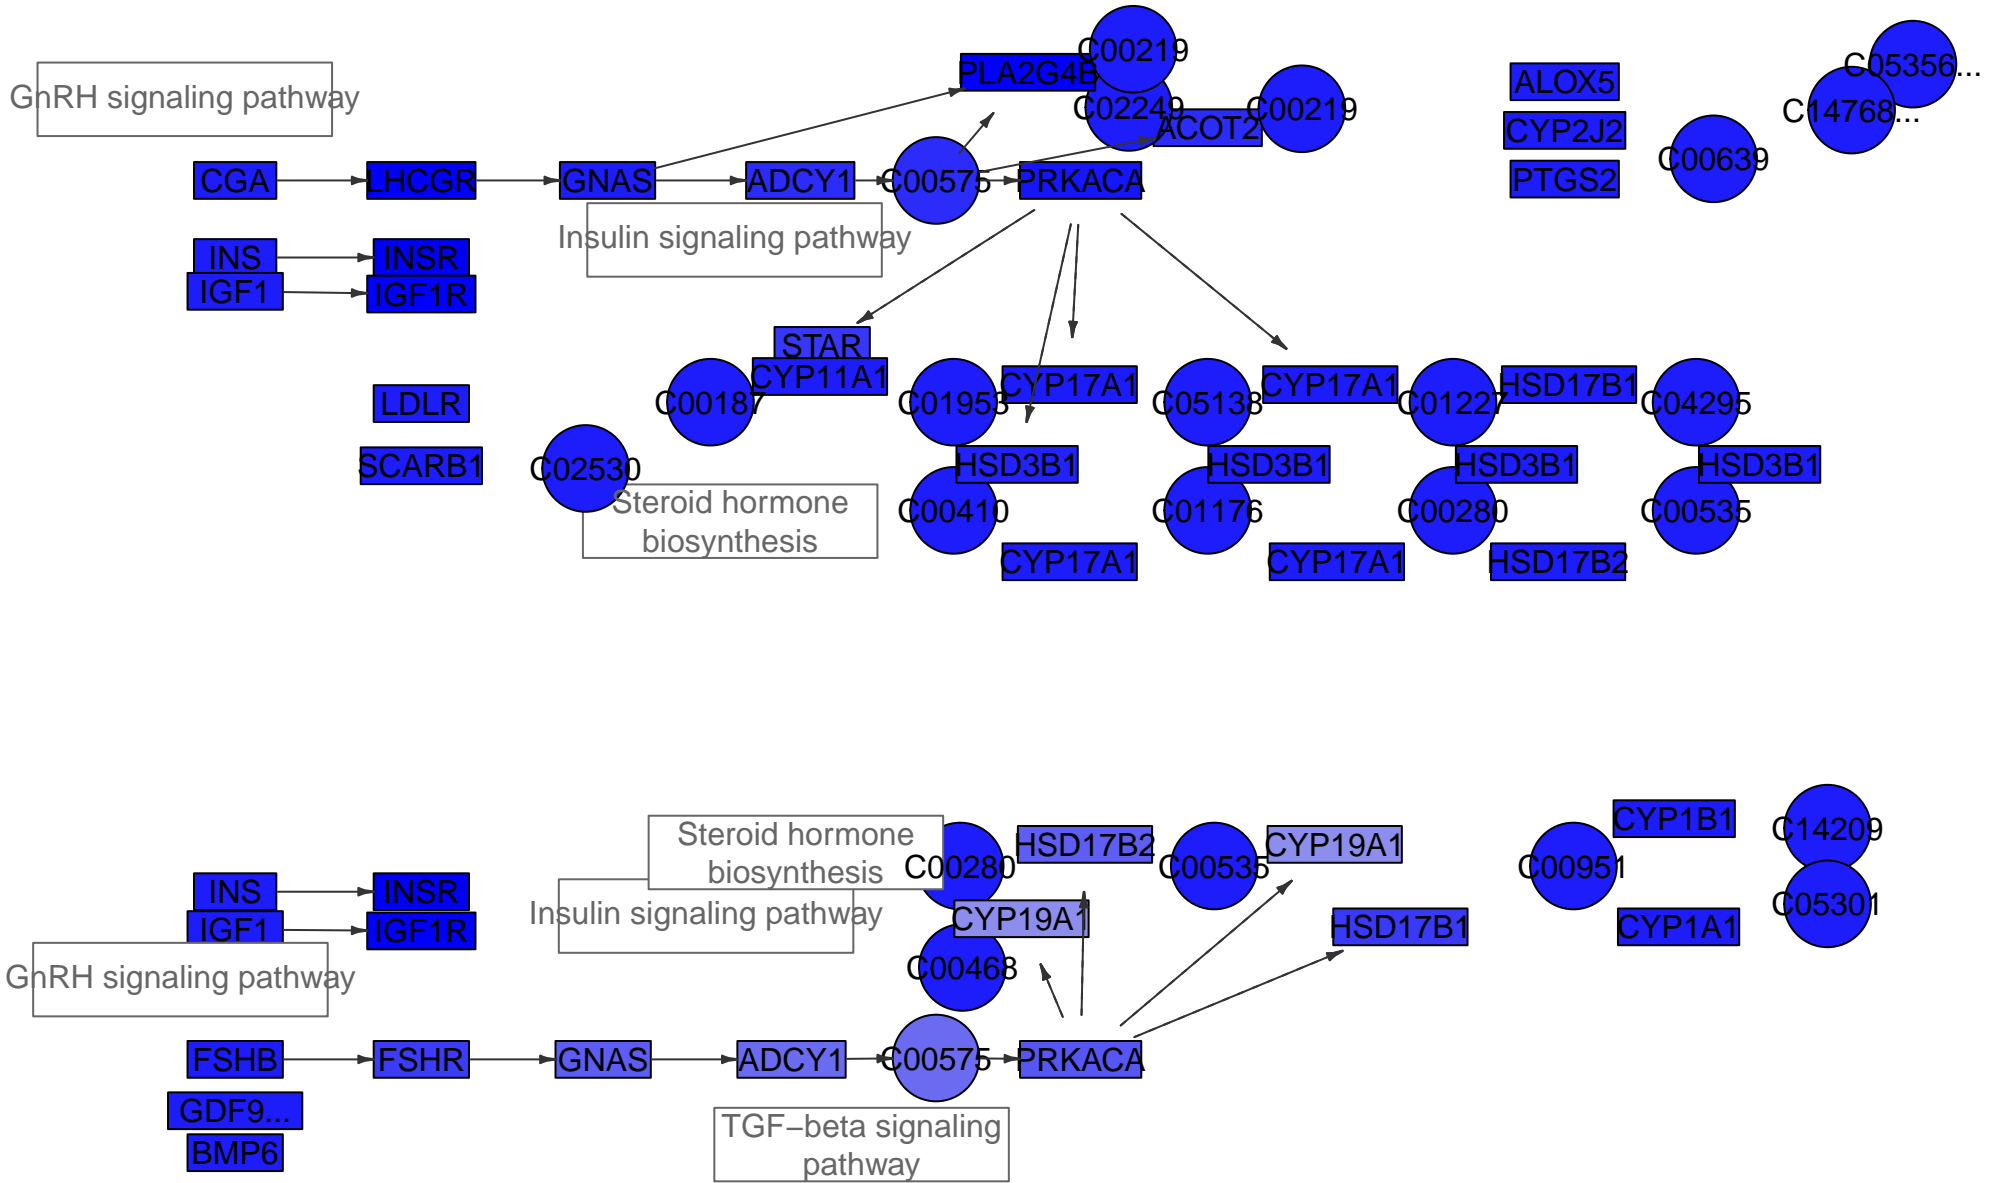 C00219
C05356...
PLA2G4B
ALOX5
GnRH signaling pathway
C02249
C00219
C14768...
ACOT2
CYP2J2
C00639
CGA
LHCGR
GNAS
ADCY1
C00575
PRKACA
PTGS2
Insulin signaling pathway
INS
INSR
IGF1
IGF1R
STAR
CYP11A1
CYP17A1
CYP17A1
HSD17B1
LDLR
C00187
C01953
C05138
C01227
C04295
SCARB1
C02530
HSD3B1
HSD3B1
HSD3B1
HSD3B1
Steroid hormone
biosynthesis
C00410
C01176
C00280
C00535
CYP17A1
CYP17A1
HSD17B2
Steroid hormone
biosynthesis
C00280
HSD17B2
C00535
CYP19A1
C00951
CYP1B1
C14209
INS
INSR
Insulin signaling pathway
CYP19A1
HSD17B1
CYP1A1
C05301
IGF1
IGF1R
GnRH signaling pathway
C00468
FSHB
FSHR
GNAS
ADCY1
C00575
PRKACA
GDF9...
BMP6
TGF−beta signaling
pathway